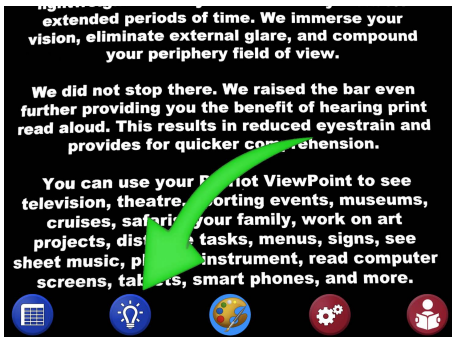 extended periods of time. We immerse your
vision, eliminate external glare, and compound
your periphery field of view.
We did not stop there. We raised the bar even
further providing you the benefit of hearing print
read aloud. This results in reduced eyestrain and
provides for quicker comprehension.
You can use your ViewPoint to see
television, theatre, sporting events, museums,
cruises, safaris, your family, work on art
projects, tasks, menus, signs, see
sheet music, instrument, read computer
screens, tablets, smart phones, and more.